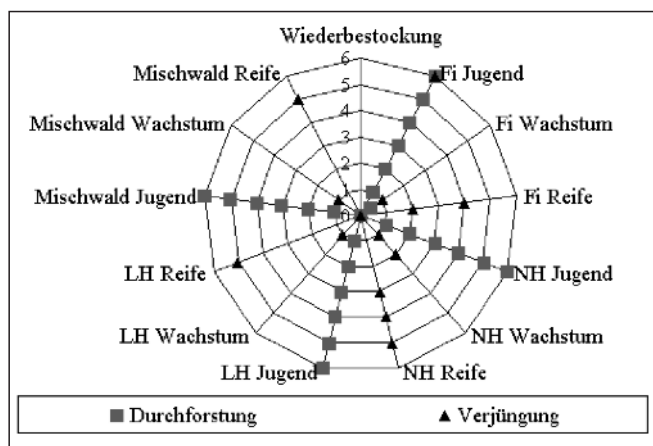 Wiederbestockung
Mischwald Reife
Fi Jugend
Mischwald Wachstum
Fi Wachstum
Mischwald Jugend
Fi Reife
LH Reife
NH Jugend
LH Wachstum
NH Wachstum
LH Jugend
NH Reife
6
5
4
3
2
1
0
Durchforstung
Verjüngung